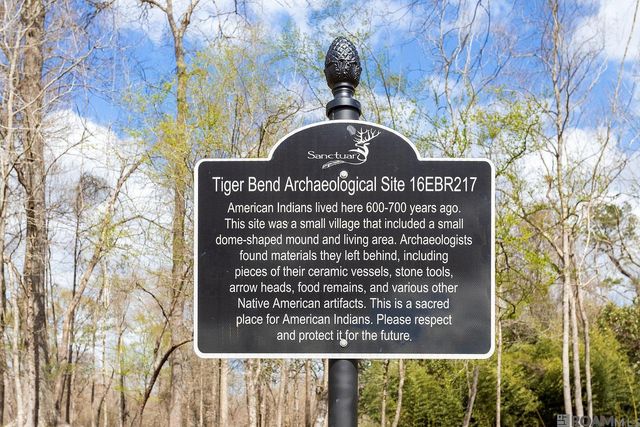 Sanctuary
Tiger Bend Archaeological Site 16EBR217
American Indians lived here 600-700 years ago.
This site was a small village that included a small
dome-shaped mound and living area. Archaeologists
found materials they left behind, including
pieces of their ceramic vessels, stone tools,
arrow heads, food remains, and various other
Native American artifacts. This is a sacred
place for American Indians. Please respect
and protect it for the future.